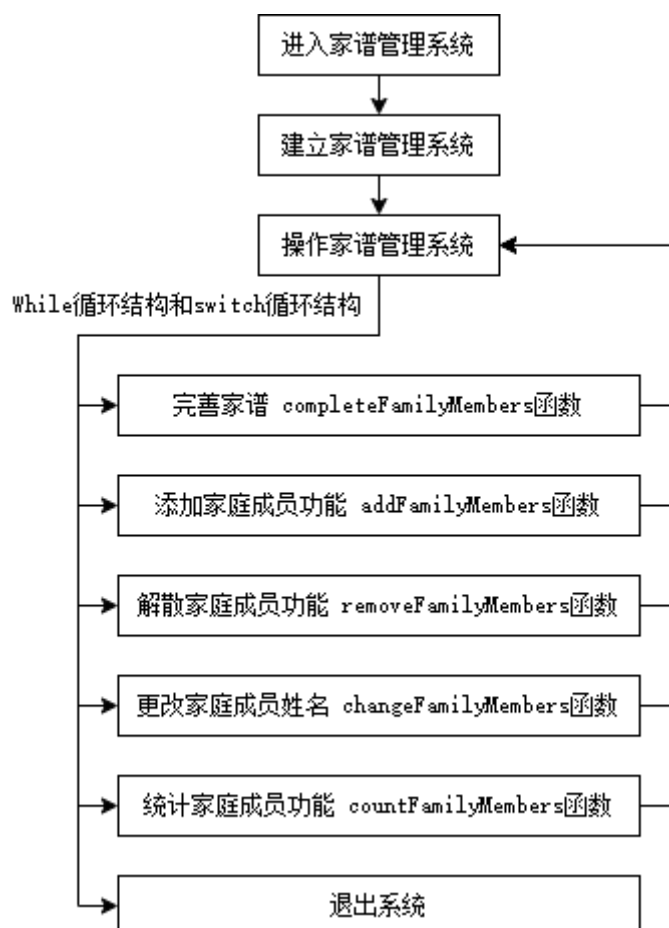 进入家谱管理系统
建立家谱管理系统
操作家谱管理系统
While循环结构和switch循环结构
完善家谱 completeFamilyMembers函数
添加家庭成员功能 addFamilyMembers函数
解散家庭成员功能 removeFamilyMembers函数
更改家庭成员姓名 changeFamilyMembers函数
统计家庭成员功能 countFamilyMembers函数
退出系统